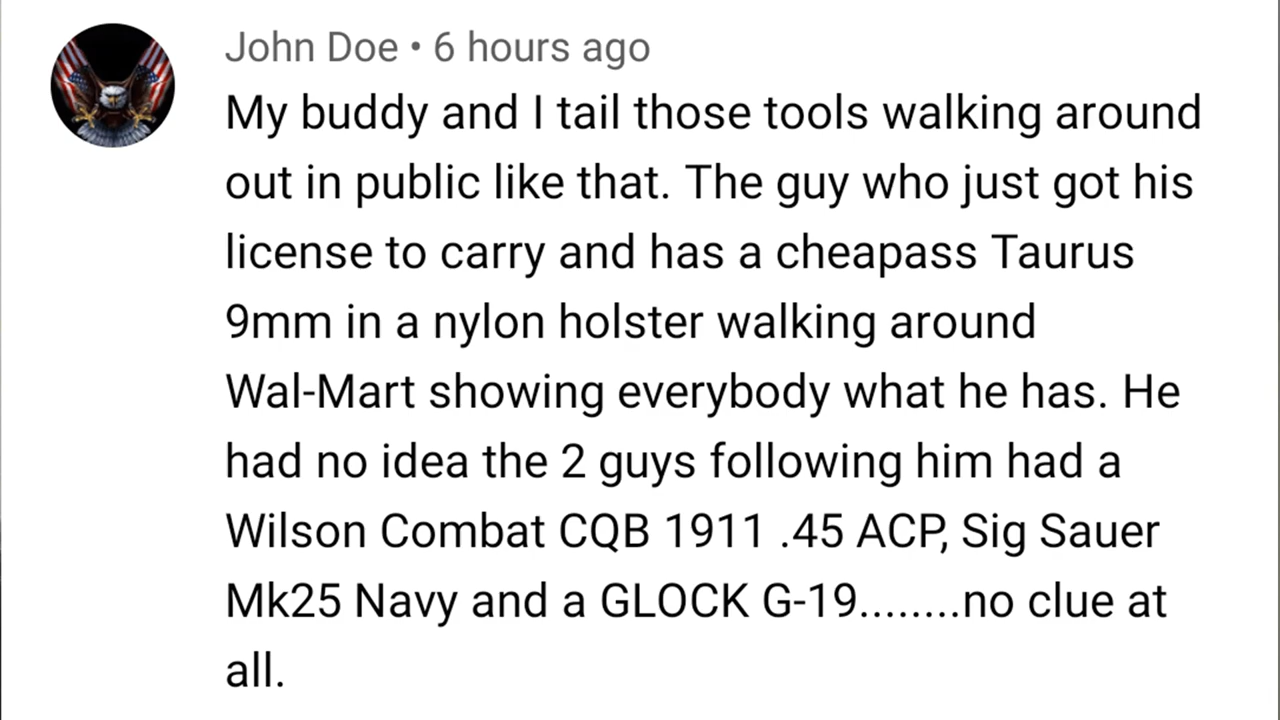 John Doe • 6 hours ago
My buddy and I tail those tools walking around
out in public like that. The guy who just got his
license to carry and has a cheapass Taurus
9mm in a nylon holster walking around
Wal-Mart showing everybody what he has. He
had no idea the 2 guys following him had a
Wilson Combat CQB 1911 .45 ACP, Sig Sauer
Mk25 Navy and a GLOCK G-19........no clue at
all.